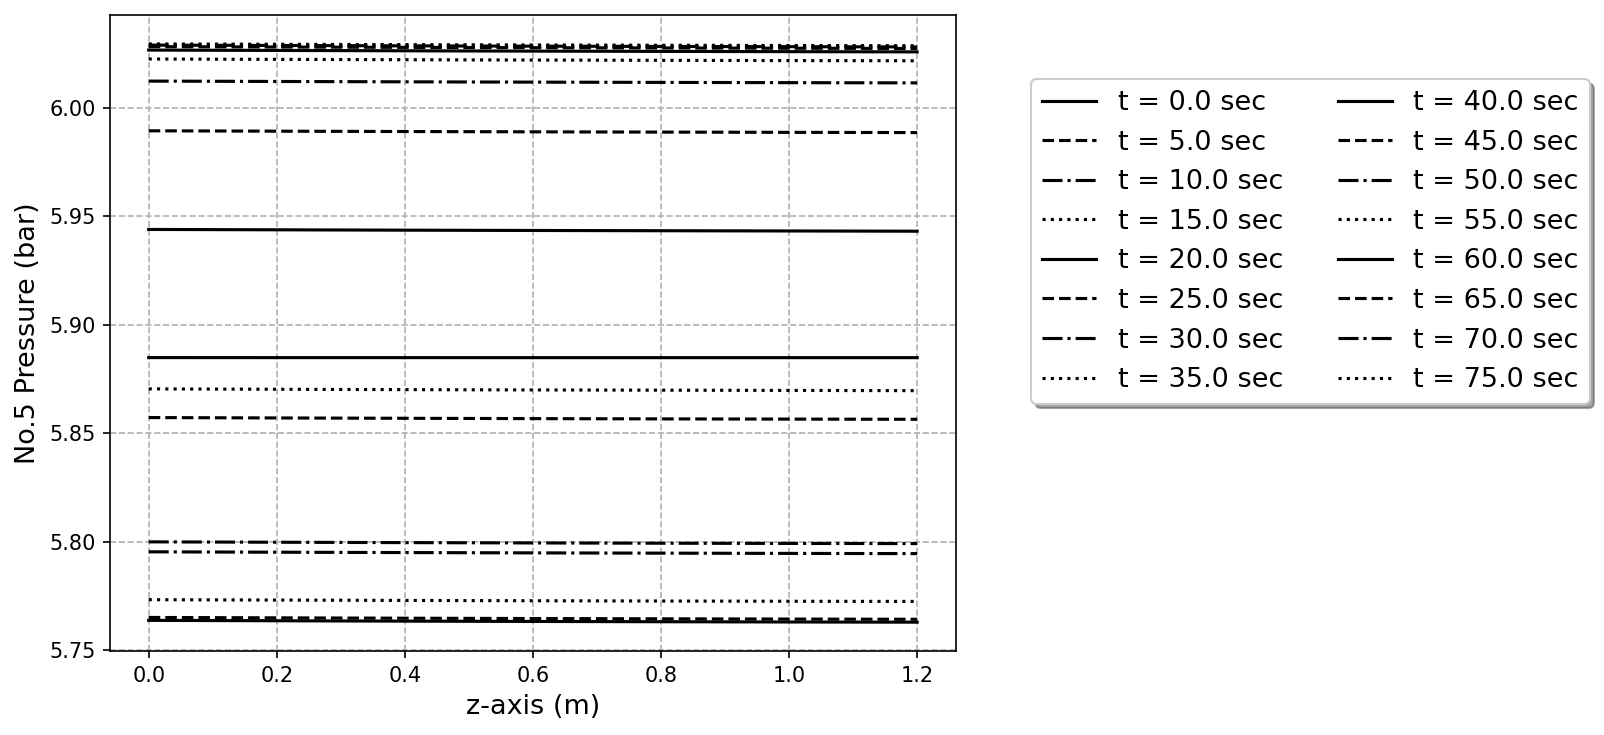 No.5 Pressure (bar)
6.00
5.95
5.90
5.85
5.80
5.75
0.0 0.2 0.4 0.6 0.8 1.0 1.2
z-axis (m)
t = 0.0 sec
t = 5.0 sec
t = 10.0 sec
t = 15.0 sec
t = 20.0 sec
t = 25.0 sec
t = 30.0 sec
t = 35.0 sec
t = 40.0 sec
t = 45.0 sec
t = 50.0 sec
t = 55.0 sec
t = 60.0 sec
t = 65.0 sec
t = 70.0 sec
t = 75.0 sec